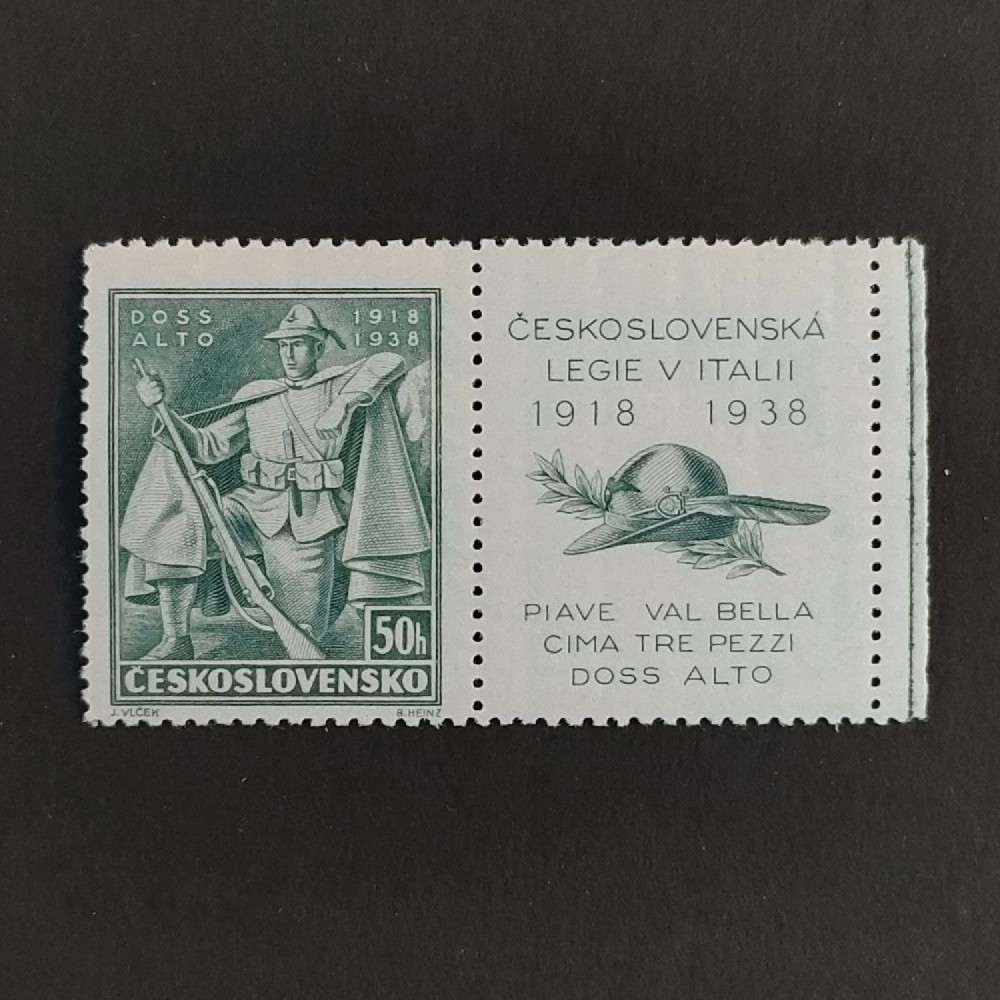 DOSS 1918
ALTO 1938
50h
ČESKOSLOVENSKO
J. VLČEK B. HEINZ
ČESKOSLOVENSKÁ
LEGIE V ITALII
1918 1938
PIAVE VAL BELLA
CIMA TRE PEZZI
DOSS ALTO